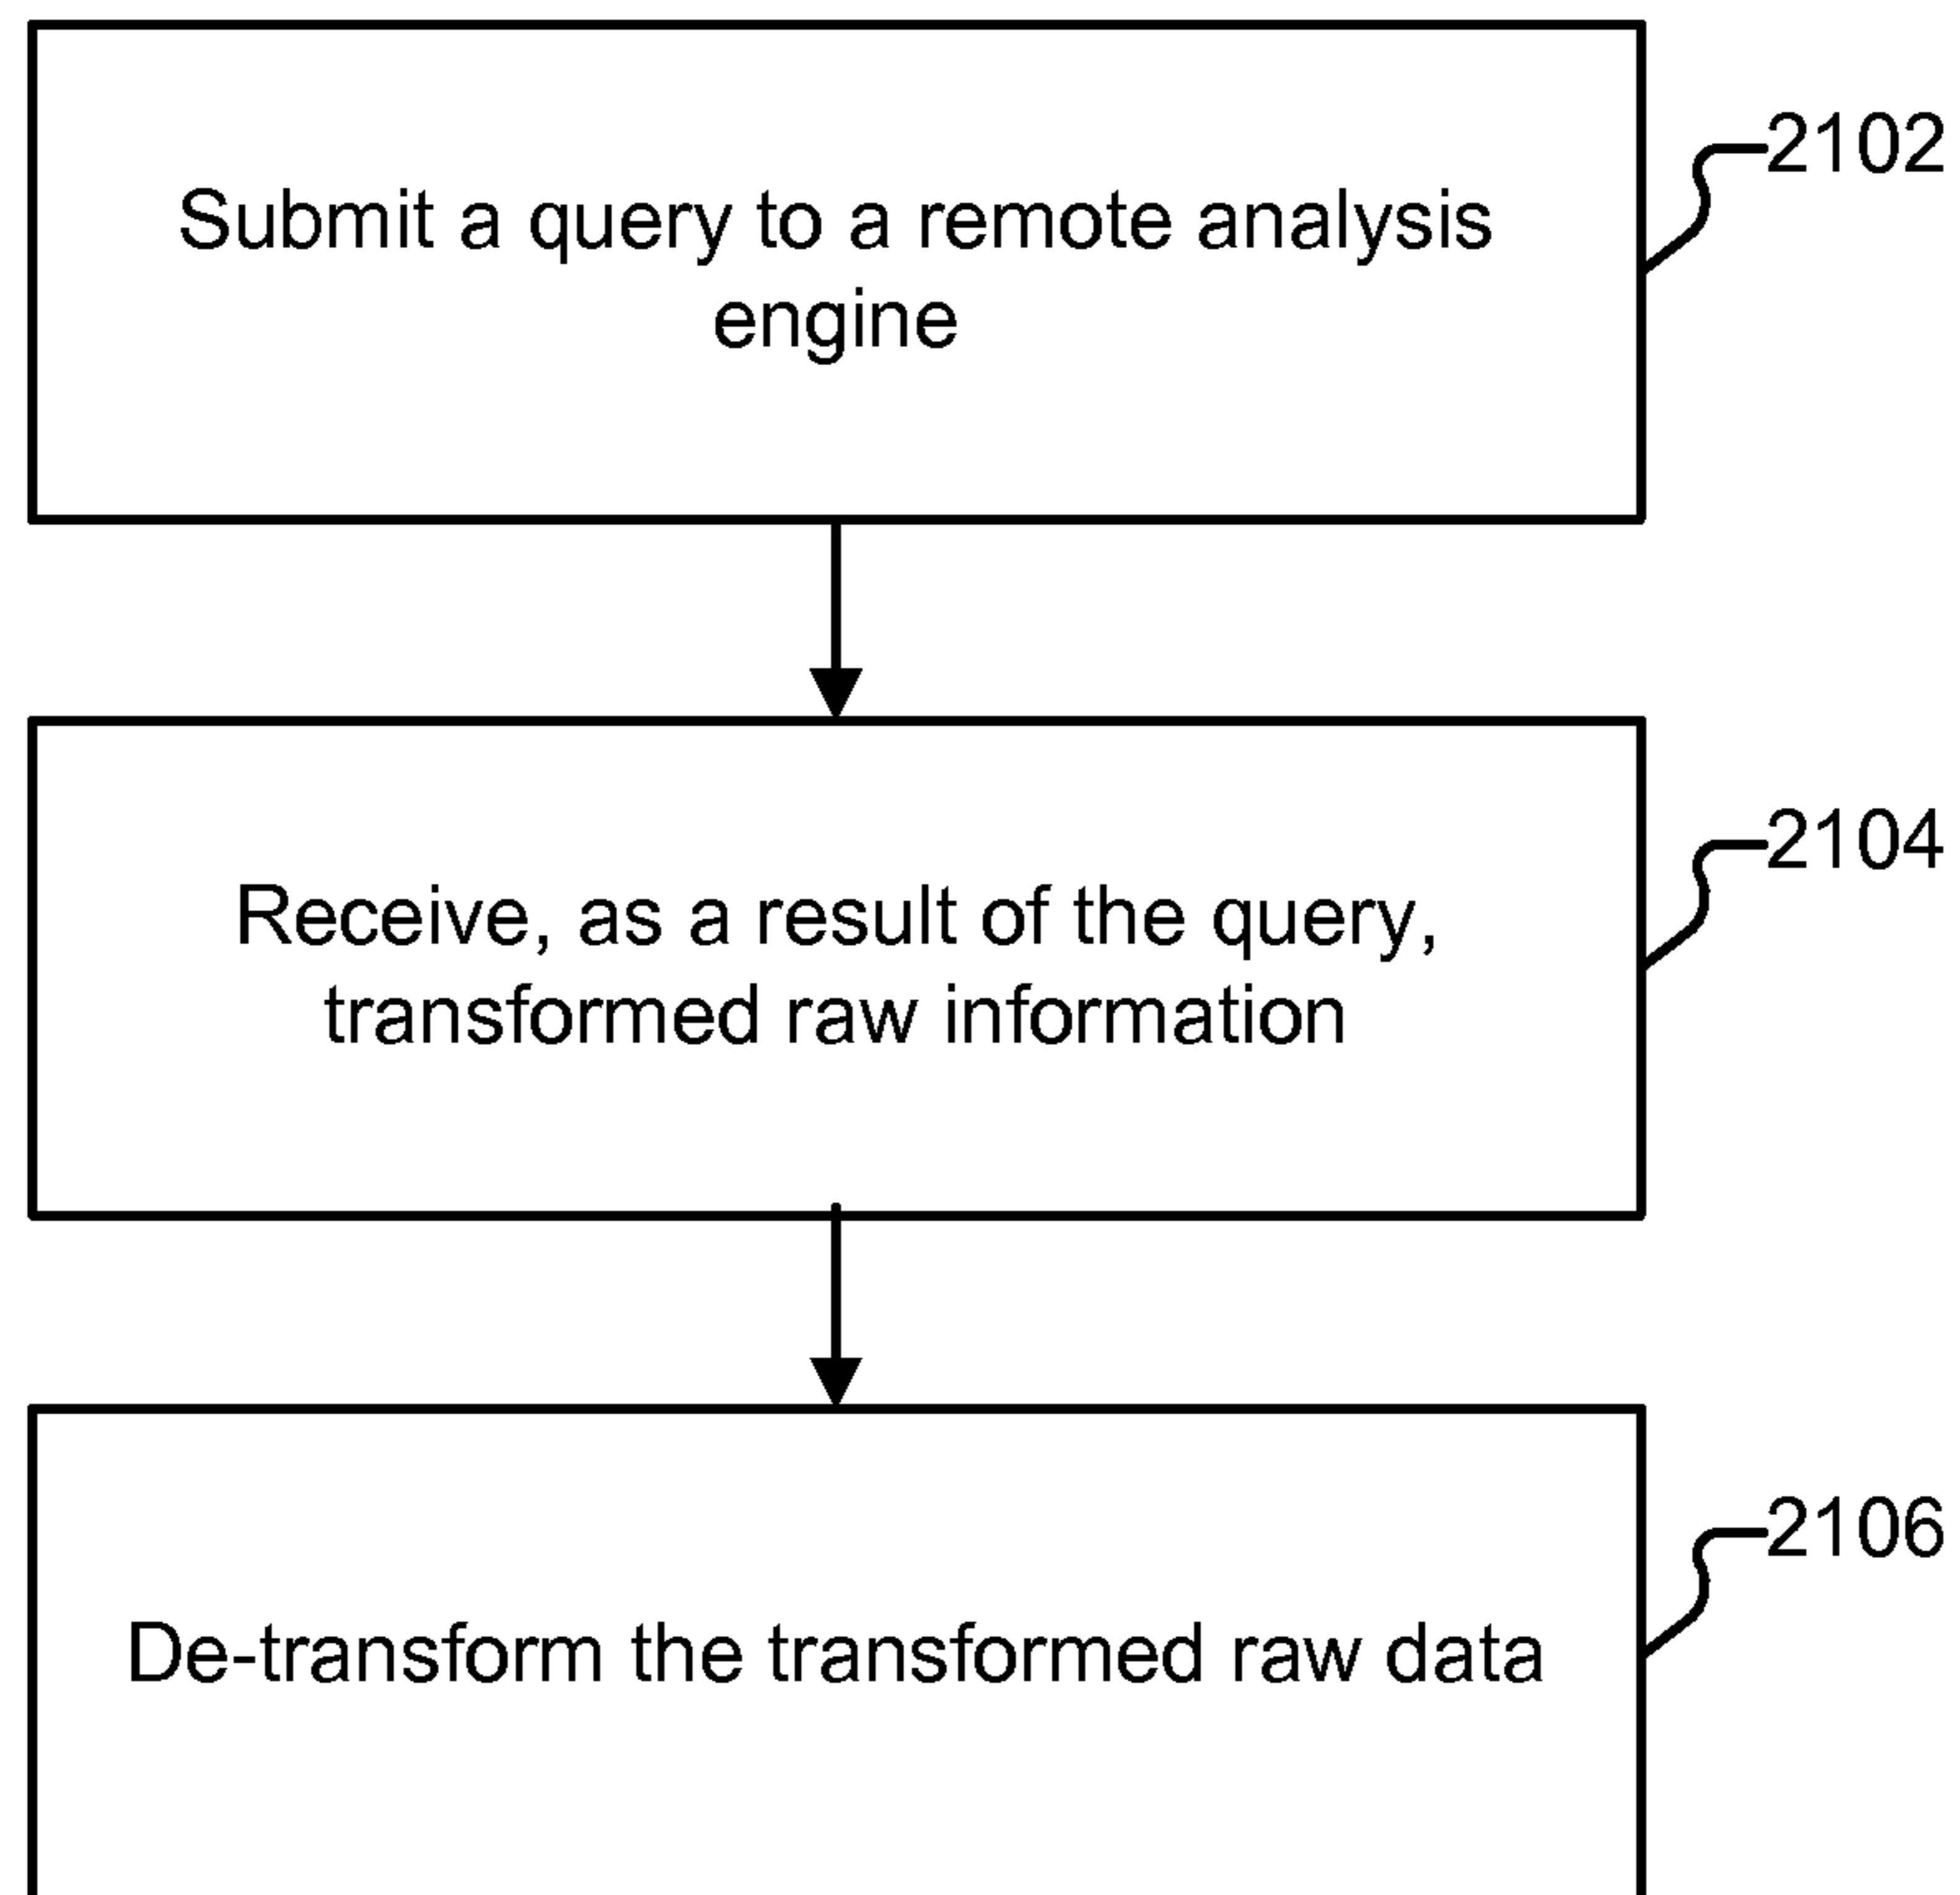 2102
Submit a query to a remote analysis
engine
2104
Receive, as a result of the query,
transformed raw information
2106
De-transform the transformed raw data